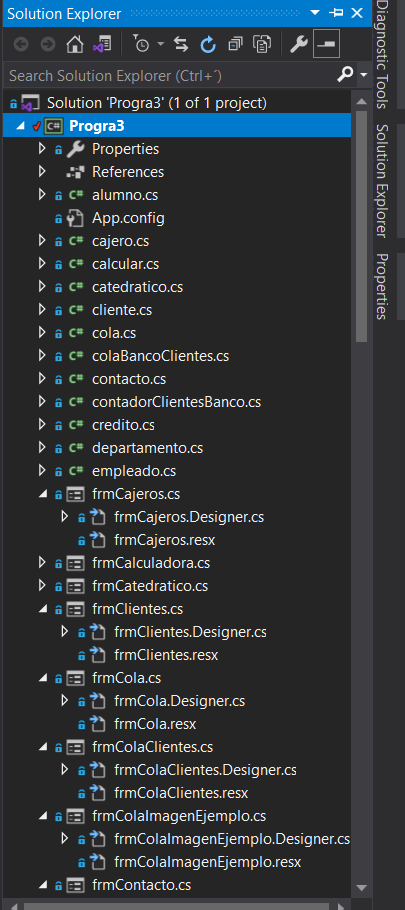 Solution Explorer
Search Solution Explorer (Ctrl+´)
Solution 'Progra3' (1 of 1 project)
C# Progra3
Properties
References
C# alumno.cs
App.config
C# cajero.cs
C# calcular.cs
C# catedratico.cs
C# cliente.cs
C# cola.cs
C# colaBancoClientes.cs
C# contacto.cs
C# contadorClientesBanco.cs
C# credito.cs
C# departamento.cs
C# empleado.cs
frmCajeros.cs
frmCajeros.Designer.cs
frmCajeros.resx
frmCalculadora.cs
frmCatedratico.cs
frmClientes.cs
frmClientes.Designer.cs
frmClientes.resx
frmCola.cs
frmCola.Designer.cs
frmCola.resx
frmColaClientes.cs
frmColaClientes.Designer.cs
frmColaClientes.resx
frmColaImagenEjemplo.cs
frmColaImagenEjemplo.Designer.cs
frmColaImagenEjemplo.resx
frmContacto.cs
Diagnostic Tools
Solution Explorer
Properties